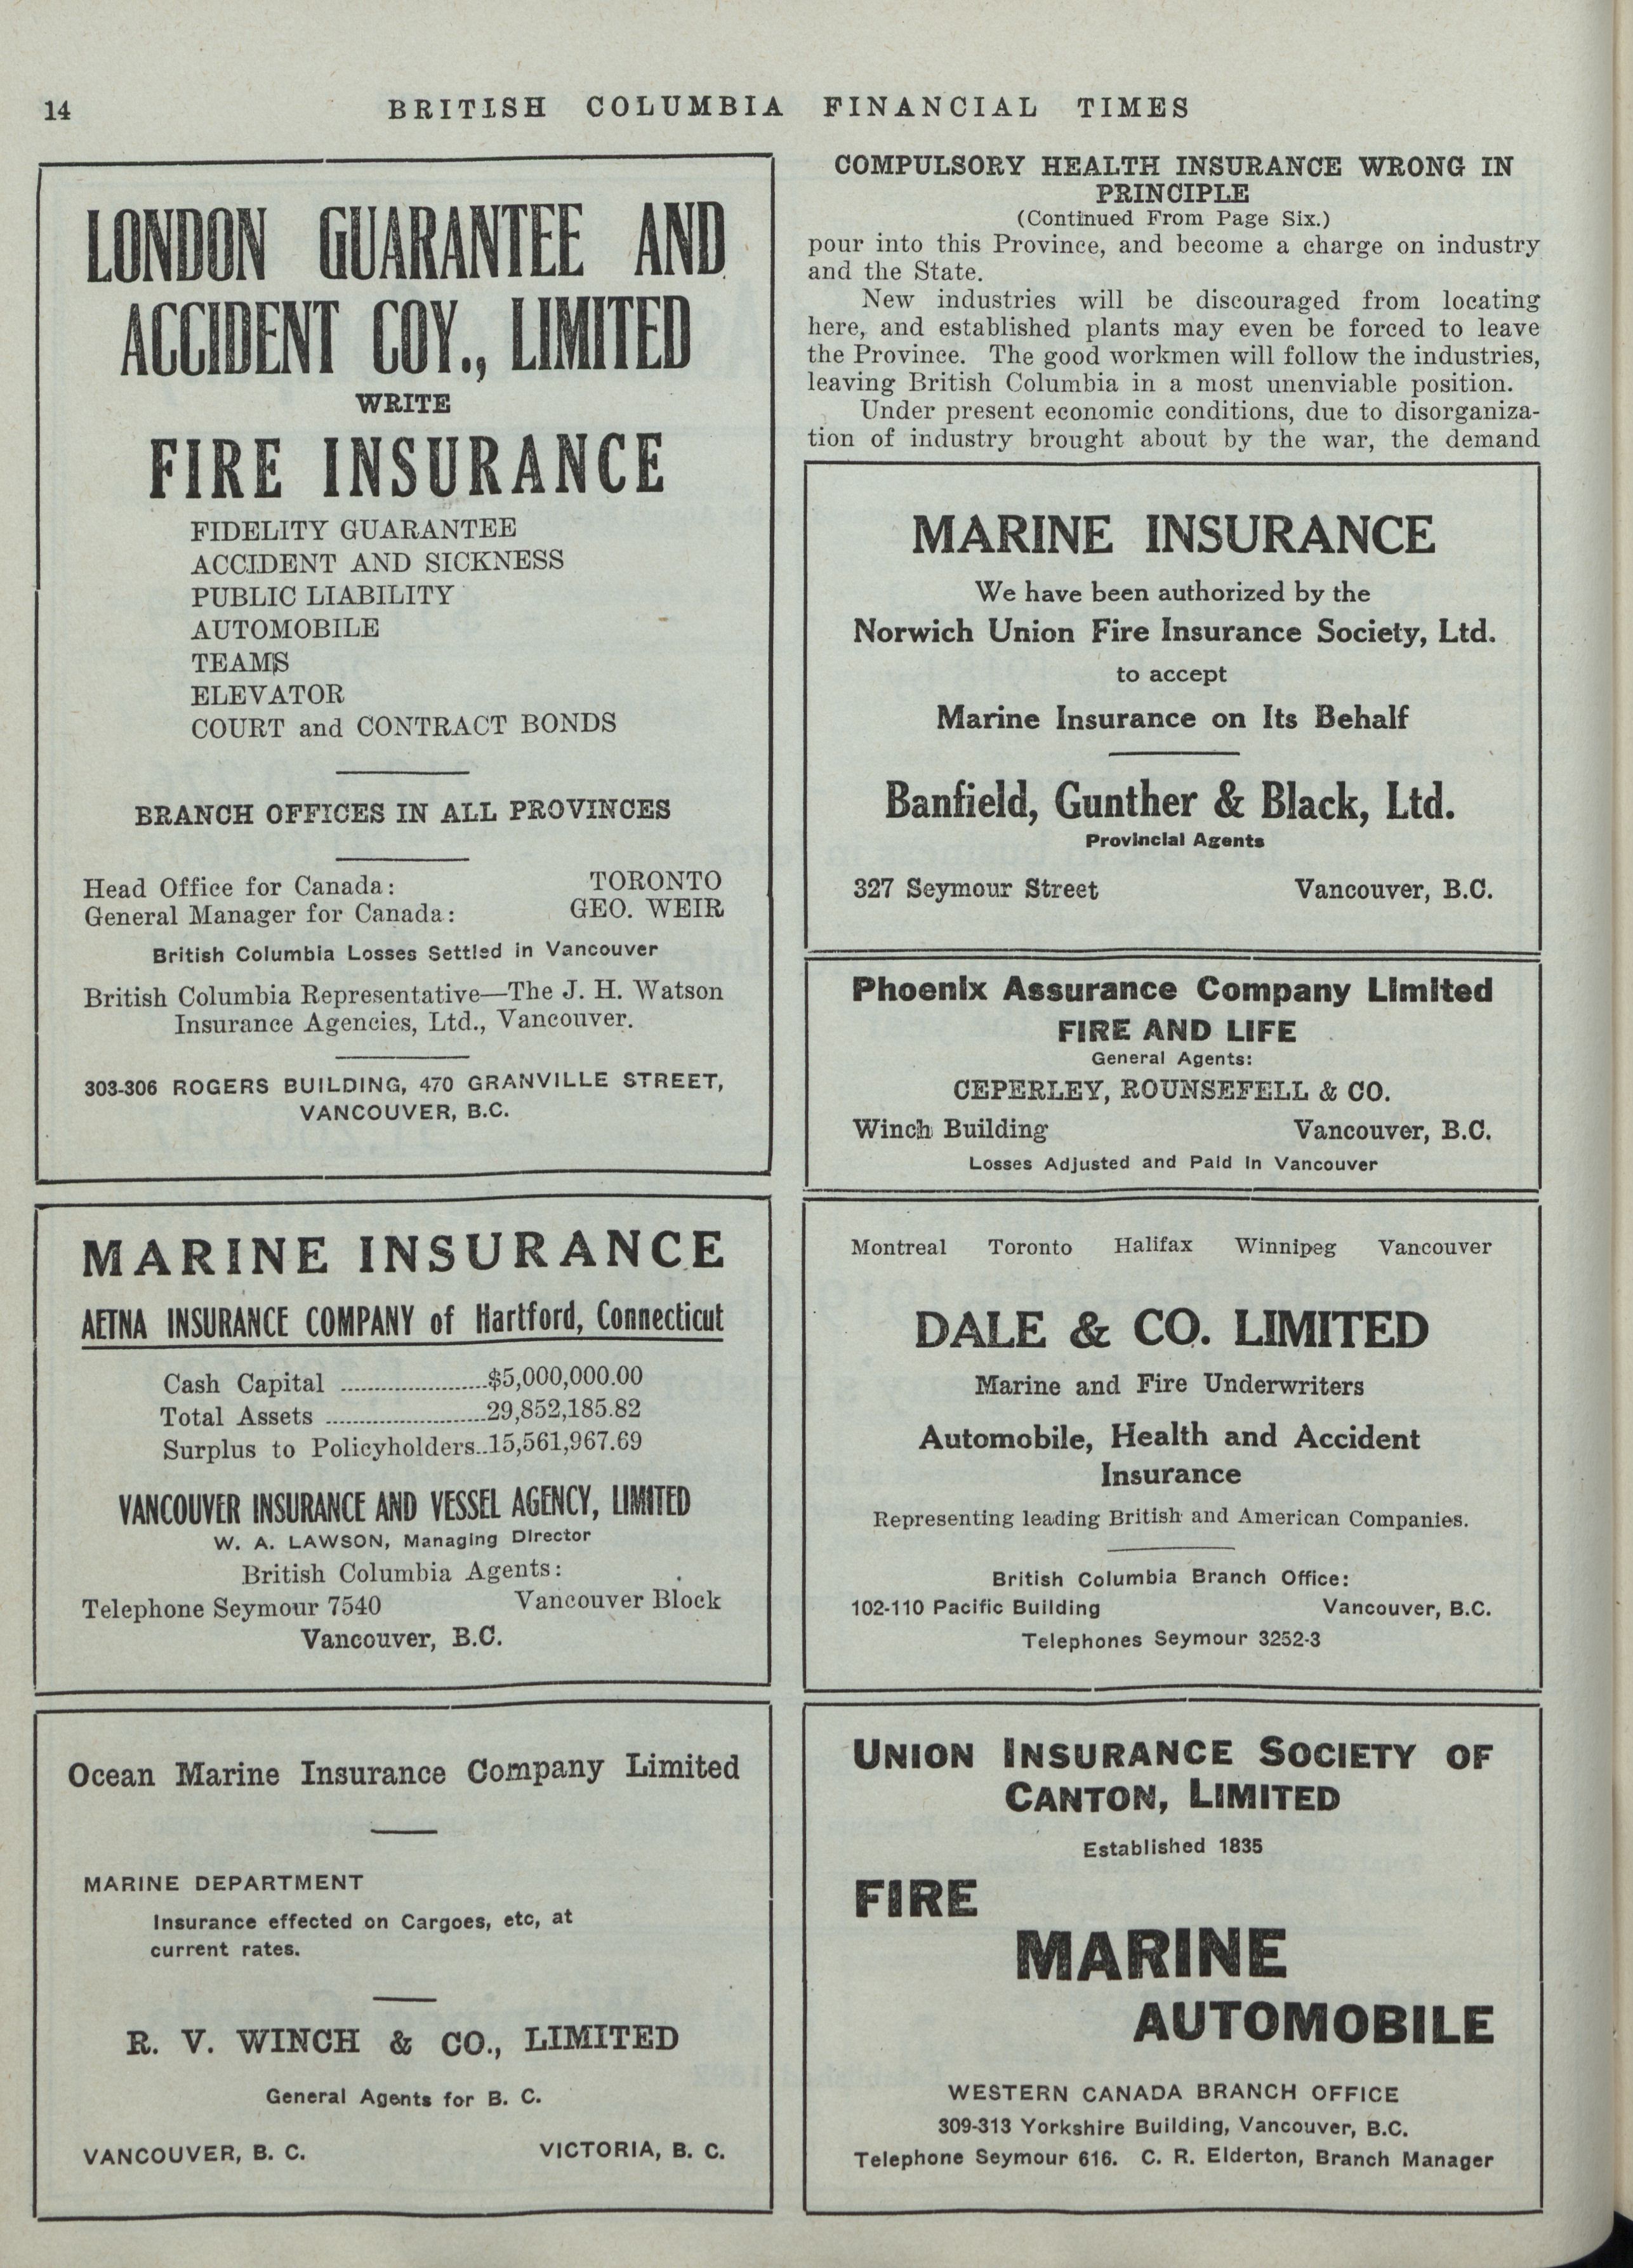 14
BRITISH COLUMBIA FINANCIAL TIMES
LONDON GUARANTEE AND
ACCIDENT COY., LIMITED
WRITE
FIRE INSURANCE
FIDELITY GUARANTEE
ACCIDENT AND SICKNESS
PUBLIC LIABILITY
AUTOMOBILE
TEAMS
ELEVATOR
COURT and CONTRACT BONDS
BRANCH OFFICES IN ALL PROVINCES
Head Office for Canada: TORONTO
General Manager for Canada: GEO. WEIR
British Columbia Losses Settled in Vancouver
British Columbia Representative—The J. H. Watson
Insurance Agencies, Ltd., Vancouver.
303-306 ROGERS BUILDING, 470 GRANVILLE STREET,
VANCOUVER, B.C.
MARINE INSURANCE
AETNA INSURANCE COMPANY of Hartford, Connecticut
Cash Capital ......................$5,000,000.00
Total Assets ........................29,852,185.82
Surplus to Policyholders..15,561,967.69
VANCOUVER INSURANCE AND VESSEL AGENCY, LIMITED
W. A. LAWSON, Managing Director
British Columbia Agents:
Telephone Seymour 7540 Vancouver Block
Vancouver, B.C.
Ocean Marine Insurance Company Limited
MARINE DEPARTMENT
Insurance effected on Cargoes, etc, at
current rates.
R. V. WINCH & CO., LIMITED
General Agents for B. C.
VANCOUVER, B. C. VICTORIA, B. C.
COMPULSORY HEALTH INSURANCE WRONG IN
PRINCIPLE
(Continued From Page Six.)
pour into this Province, and become a charge on industry
and the State.
New industries will be discouraged from locating
here, and established plants may even be forced to leave
the Province. The good workmen will follow the industries,
leaving British Columbia in a most unenviable position.
Under present economic conditions, due to disorganiza-
tion of industry brought about by the war, the demand
MARINE INSURANCE
We have been authorized by the
Norwich Union Fire Insurance Society, Ltd.
to accept
Marine Insurance on Its Behalf
Banfield, Gunther & Black, Ltd.
Provincial Agents
327 Seymour Street Vancouver, B.C.
Phoenix Assurance Company Limited
FIRE AND LIFE
General Agents:
CEPERLEY, ROUNSEFELL & CO.
Winch Building Vancouver, B.C.
Losses Adjusted and Paid in Vancouver
Montreal Toronto Halifax Winnipeg Vancouver
DALE & CO. LIMITED
Marine and Fire Underwriters
Automobile, Health and Accident
Insurance
Representing leading British and American Companies.
British Columbia Branch Office:
102-110 Pacific Building Vancouver, B.C.
Telephones Seymour 3252-3
UNION INSURANCE SOCIETY OF
CANTON, LIMITED
Established 1835
FIRE
MARINE
AUTOMOBILE
WESTERN CANADA BRANCH OFFICE
309-313 Yorkshire Building, Vancouver, B.C.
Telephone Seymour 616. C. R. Elderton, Branch Manager